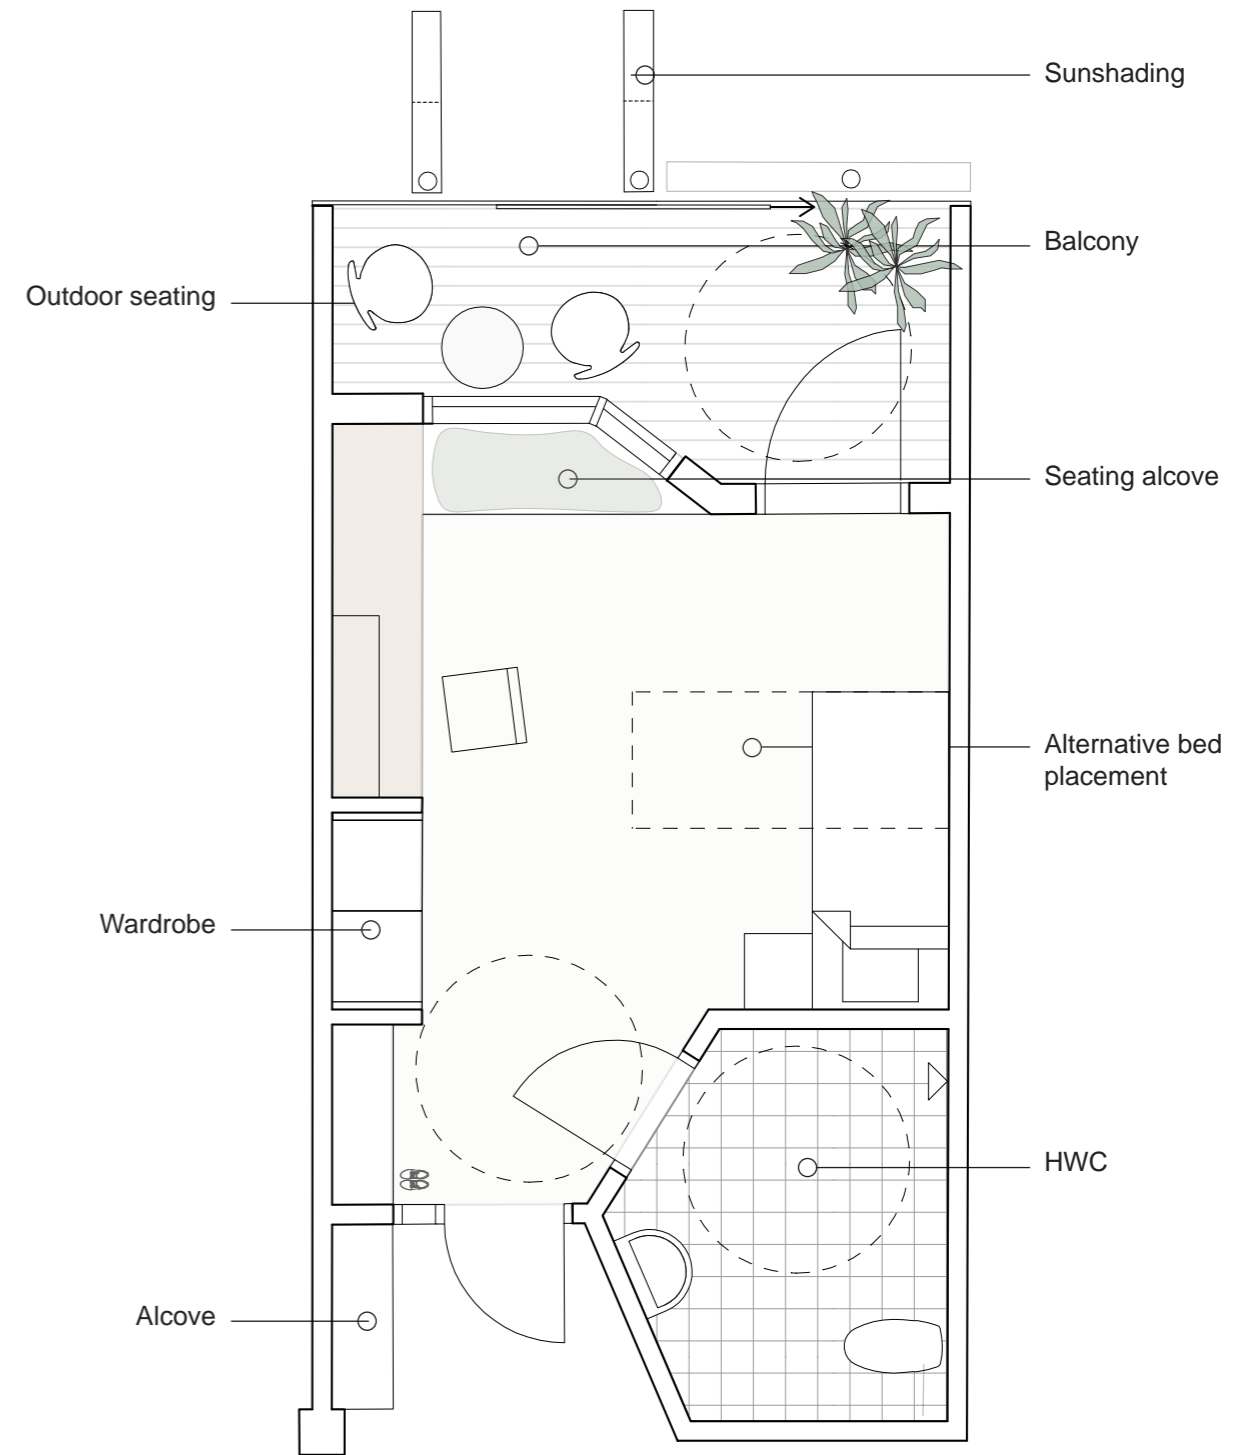 Sunshading
Balcony
Outdoor seating
Seating alcove
Alternative bed
placement
Wardrobe
HWC
Alcove